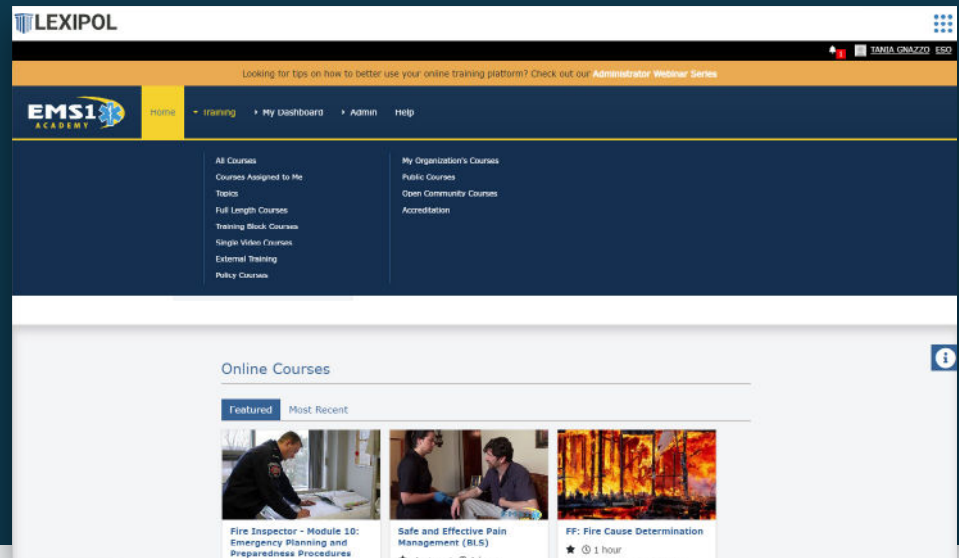 LEXIPOL
1 TANIA GNAZZO ESO
Looking for tips on how to better use your online training platform? Check out our Administrator Webinar Series
EMS1
ACADEMY
Home Training My Dashboard Admin Help
All Courses
Courses Assigned to Me
Topics
Full Length Courses
Training Block Courses
Single Video Courses
External Training
Policy Courses
My Organization's Courses
Public Courses
Open Community Courses
Accreditation
Online Courses
Featured Most Recent
Fire Inspector - Module 10:
Emergency Planning and
Preparedness Procedures
Safe and Effective Pain
Management (BLS)
FF: Fire Cause Determination
1 hour